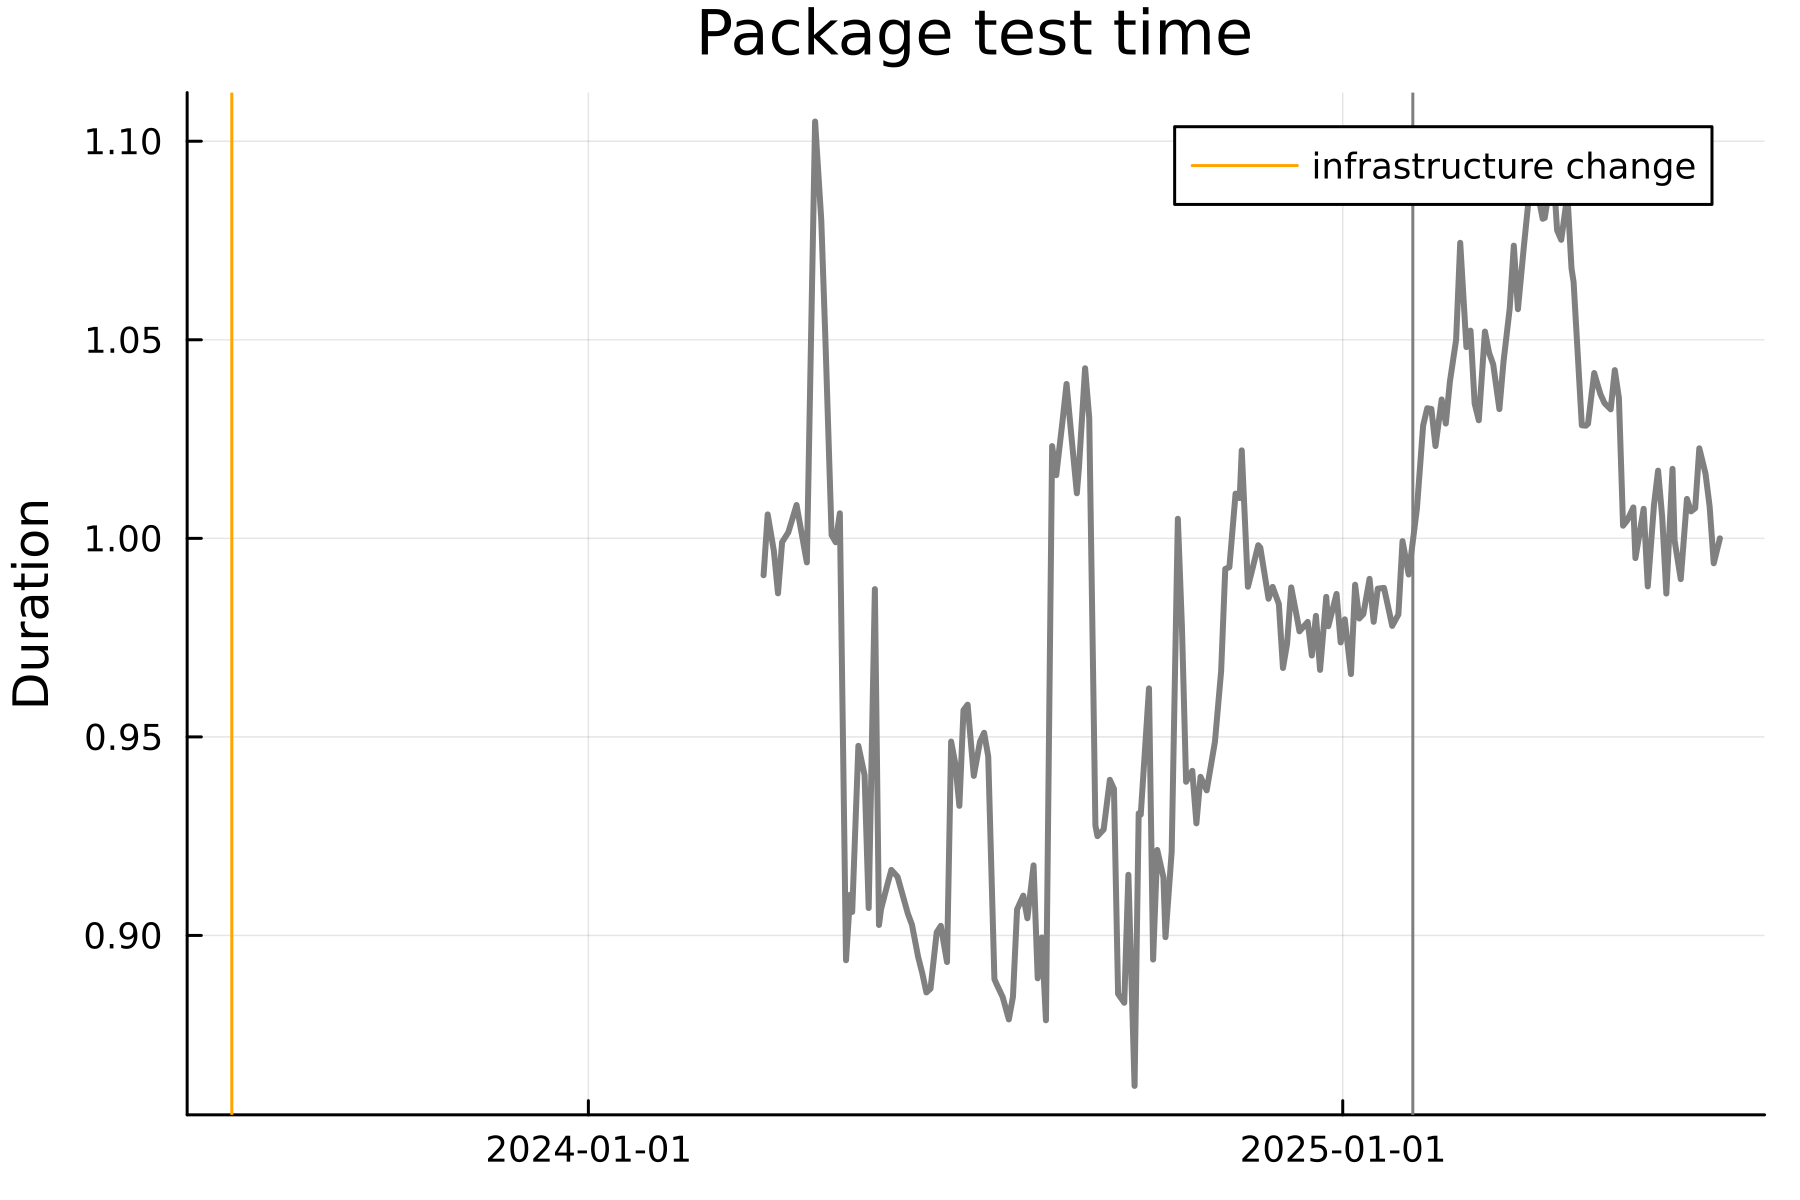 Package test time
infrastructure change
1.10
1.05
1.00
0.95
0.90
Duration
2024-01-01
2025-01-01